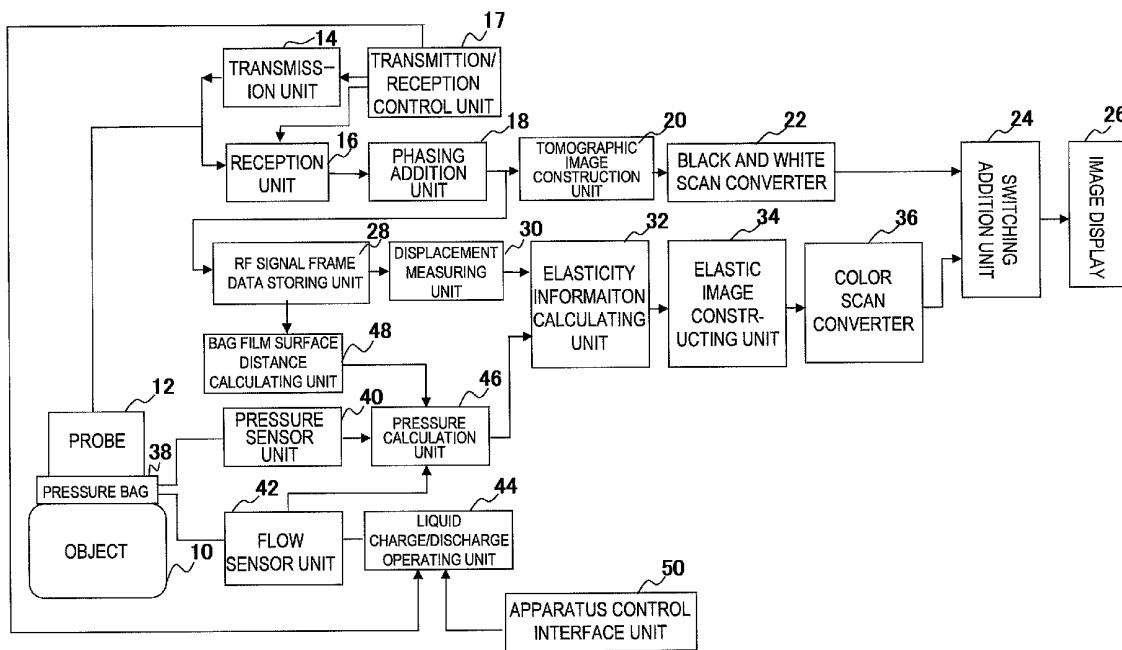 14
TRANSMISS-
ION UNIT
17
TRANSMITTION/
RECEPTION
CONTROL UNIT
16
RECEPTION
UNIT
18
PHASING
ADDITION
UNIT
20
TOMOGRAPHIC
IMAGE
CONSTRUCTION
UNIT
22
BLACK AND WHITE
SCAN CONVERTER
24
SWITCHING
ADDITION UNIT
26
IMAGE DISPLAY
28
RF SIGNAL FRAME
DATA STORING UNIT
30
DISPLACEMENT
MEASURING
UNIT
32
ELASTICITY
INFORMAITON
CALCULATING
UNIT
34
ELASTIC
IMAGE
CONSTR-
UCTING UNIT
36
COLOR
SCAN
CONVERTER
48
BAG FILM SURFACE
DISTANCE
CALCULATING UNIT
12
PROBE
38
PRESSURE BAG
OBJECT
10
40
PRESSURE
SENSOR
UNIT
46
PRESSURE
CALCULATION
UNIT
42
FLOW
SENSOR UNIT
44
LIQUID
CHARGE/DISCHARGE
OPERATING UNIT
50
APPARATUS CONTROL
INTERFACE UNIT